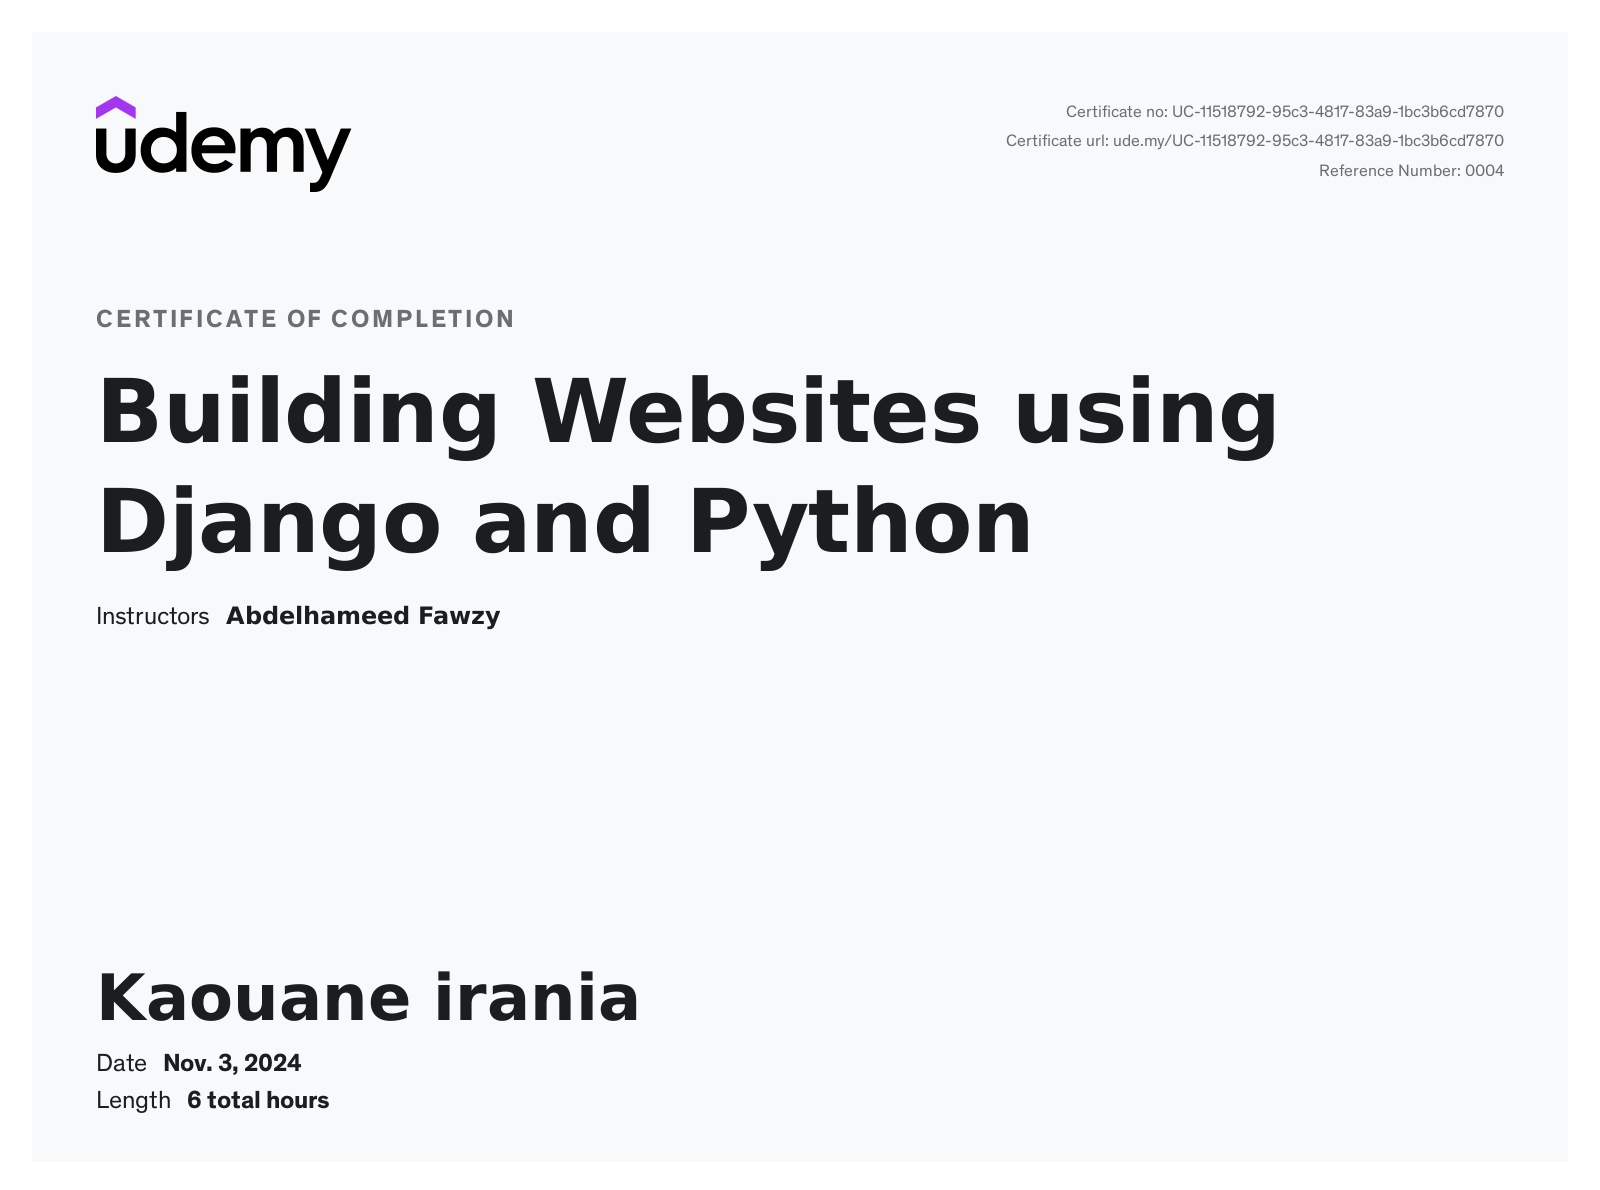 udemy
Certificate no: UC-11518792-95c3-4817-83a9-1bc3b6cd7870
Certificate url: ude.my/UC-11518792-95c3-4817-83a9-1bc3b6cd7870
Reference Number: 0004
CERTIFICATE OF COMPLETION
Building Websites using
Django and Python
Instructors Abdelhameed Fawzy
Kaouane irania
Date Nov. 3, 2024
Length 6 total hours